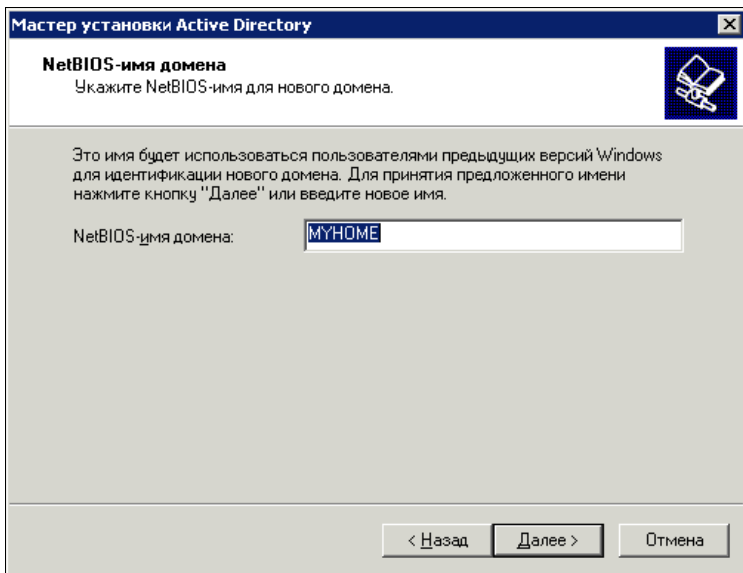 Мастер установки Active Directory
NetBIOS-имя домена
Укажите NetBIOS-имя для нового домена.
Это имя будет использоваться пользователями предыдущих версий Windows
для идентификации нового домена. Для принятия предложенного имени
нажмите кнопку "Далее" или введите новое имя.
NetBIOS-имя домена: MYHOME
< Назад Далее > Отмена